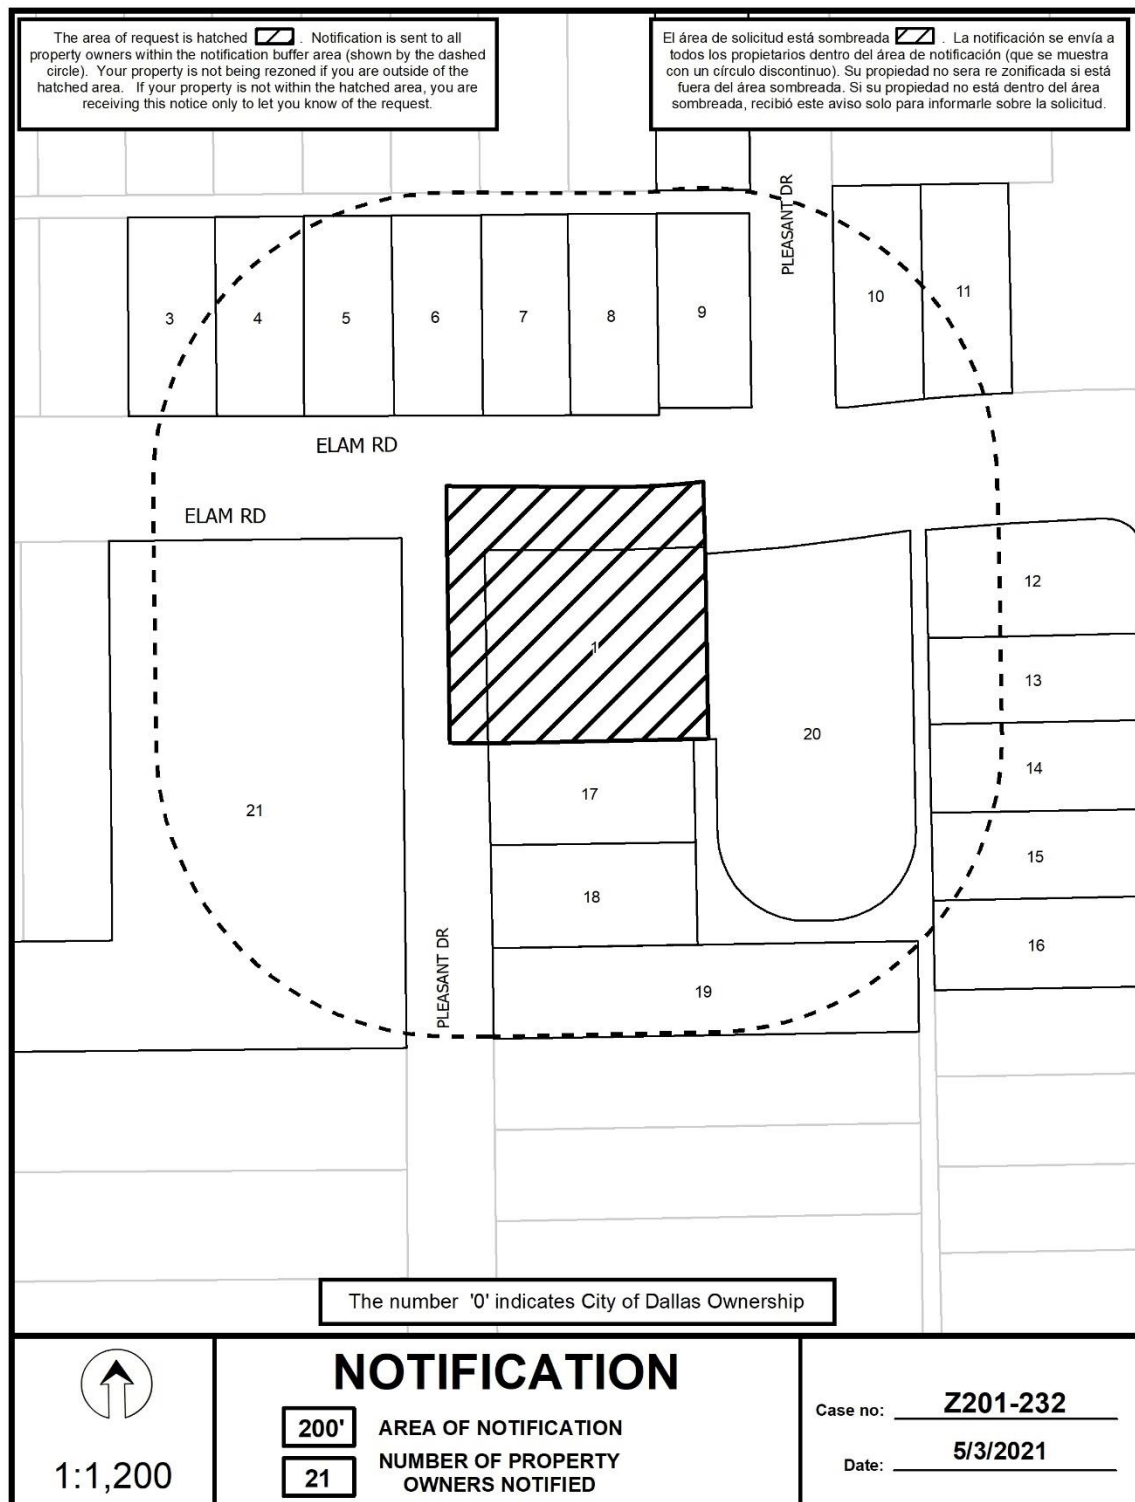 The area of request is hatched . Notification is sent to all
property owners within the notification buffer area (shown by the dashed
circle). Your property is not being rezoned if you are outside of the
hatched area. If your property is not within the hatched area, you are
receiving this notice only to let you know of the request.
El área de solicitud está sombreada . La notificación se envía a
todos los propietarios dentro del área de notificación (que se muestra
con un círculo discontinuo). Su propiedad no sera re zonificada si está
fuera del área sombreada. Si su propiedad no está dentro del área
sombreada, recibió este aviso solo para informarle sobre la solicitud.
PLEASANT DR
3
4
5
6
7
8
9
10
11
ELAM RD
ELAM RD
12
1
13
20
14
17
21
15
18
16
PLEASANT DR
19
The number '0' indicates City of Dallas Ownership
1:1,200
NOTIFICATION
200' AREA OF NOTIFICATION
21 NUMBER OF PROPERTY
OWNERS NOTIFIED
Case no: Z201-232
Date: 5/3/2021